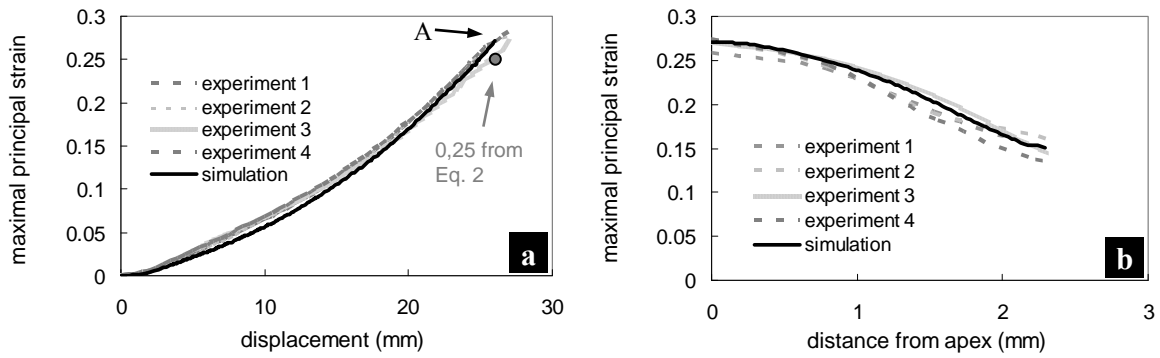 maximal principal strain
0.3
0.25
0.2
0.15
0.1
0.05
0
A
experiment 1
experiment 2
experiment 3
experiment 4
simulation
0,25 from
Eq. 2
a
0
10
20
30
displacement (mm)
maximal principal strain
0.3
0.25
0.2
0.15
0.1
0.05
0
experiment 1
experiment 2
experiment 3
experiment 4
simulation
b
0
1
2
3
distance from apex (mm)